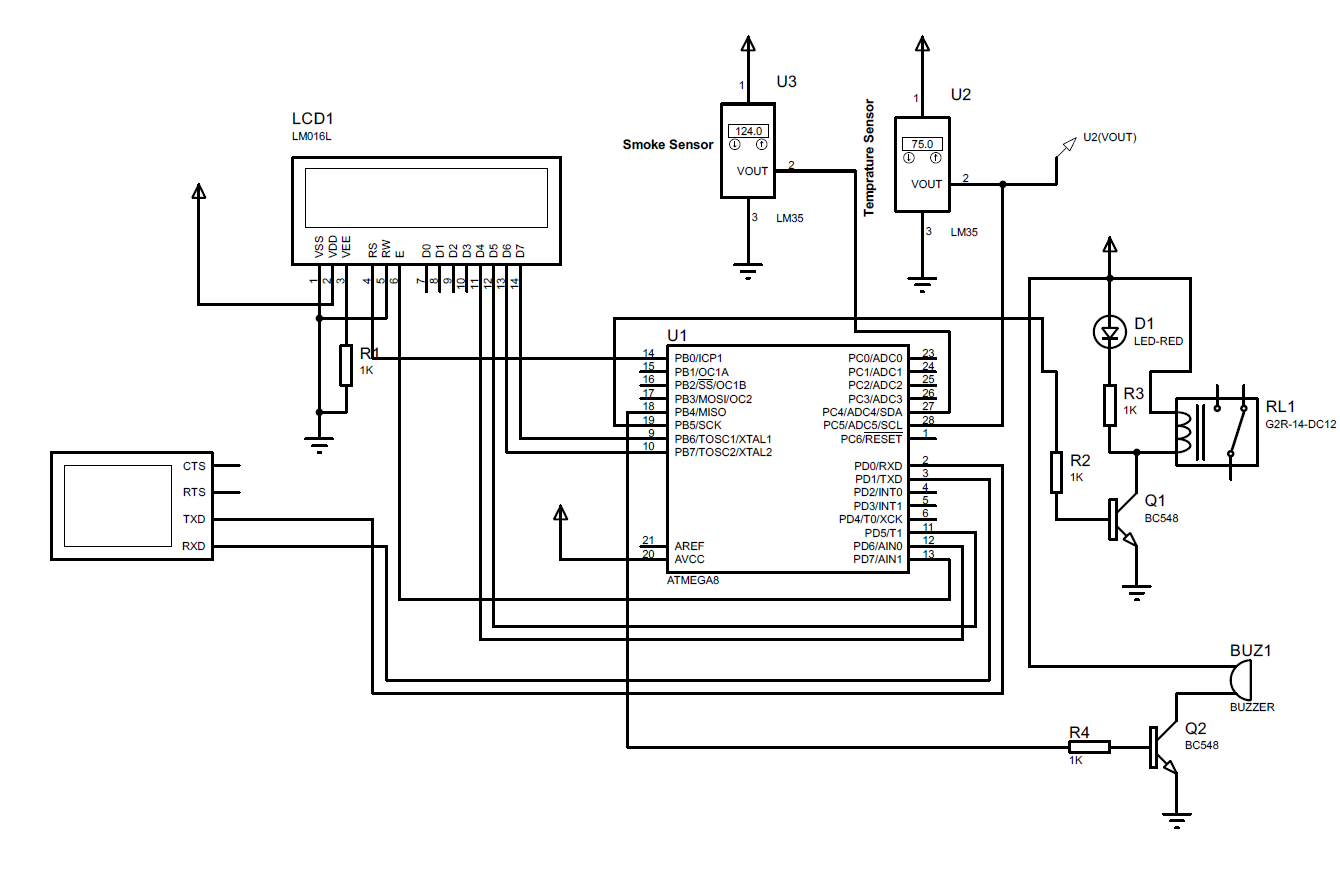 U3
1
124.0
VOUT
2
3
LM35
Smoke Sensor
U2
1
75.0
VOUT
2
3
LM35
Temprature Sensor
U2(VOUT)
LCD1
LM016L
VSS
VDD
VEE
RS
RW
E
D0
D1
D2
D3
D4
D5
D6
D7
1
2
3
4
5
6
7
8
9
10
11
12
13
14
R1
1K
U1
14
PB0/ICP1
15
PB1/OC1A
16
PB2/SS/OC1B
17
PB3/MOSI/OC2
18
PB4/MISO
19
PB5/SCK
9
PB6/TOSC1/XTAL1
10
PB7/TOSC2/XTAL2
21
AREF
20
AVCC
PC0/ADC0
23
PC1/ADC1
24
PC2/ADC2
25
PC3/ADC3
26
PC4/ADC4/SDA
27
PC5/ADC5/SCL
28
PC6/RESET
1
PD0/RXD
2
PD1/TXD
3
PD2/INT0
4
PD3/INT1
5
PD4/T0/XCK
6
PD5/T1
11
PD6/AIN0
12
PD7/AIN1
13
ATMEGA8
CTS
RTS
TXD
RXD
D1
LED-RED
R3
1K
RL1
G2R-14-DC12
R2
1K
Q1
BC548
BUZ1
BUZZER
R4
1K
Q2
BC548